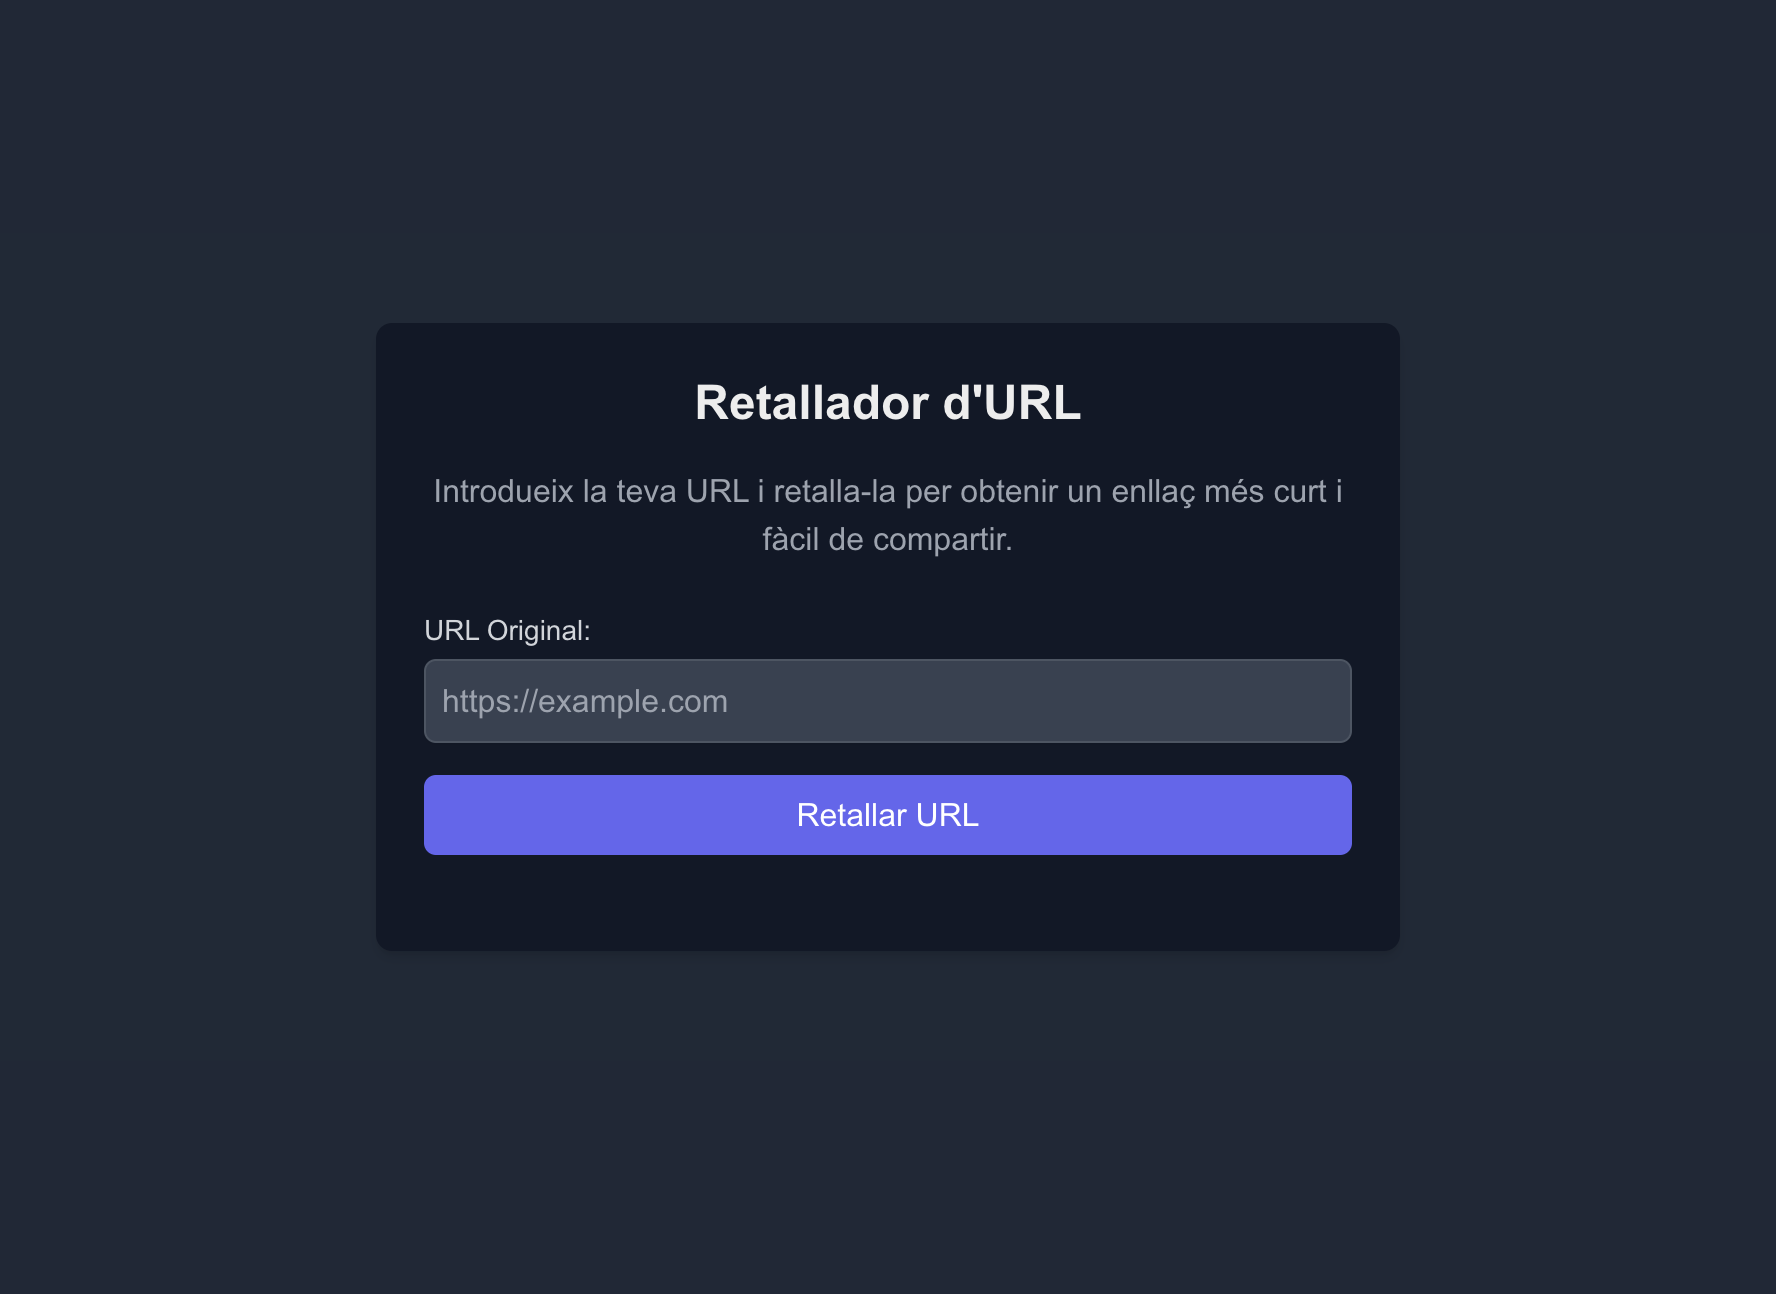 Retallador d'URL
Introdueix la teva URL i retalla-la per obtenir un enllaç més curt i
fàcil de compartir.
URL Original:
https://example.com
Retallar URL